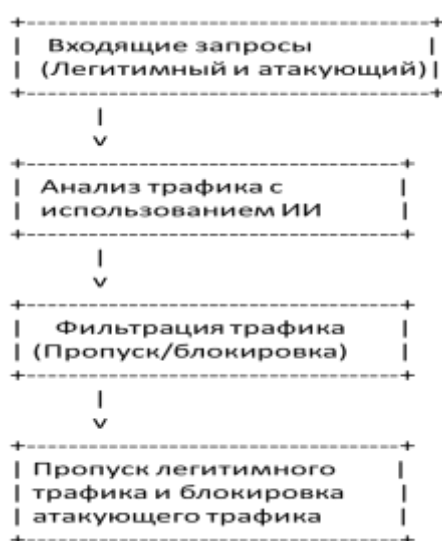 +-----------------------------------+
| Входящие запросы |
| (Легитимный и атакующий) |
+-----------------------------------+
|
v
+--------------------------------+
| Анализ трафика с |
| использованием ИИ |
+--------------------------------+
|
v
+--------------------------------+
| Фильтрация трафика |
| (Пропуск/блокировка) |
+--------------------------------+
|
v
+--------------------------------+
| Пропуск легитимного |
| трафика и блокировка |
| атакующего трафика |
+--------------------------------+